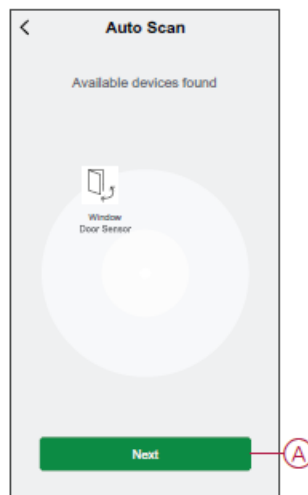 Auto Scan
Available devices found
Window
Door Sensor
Next
A